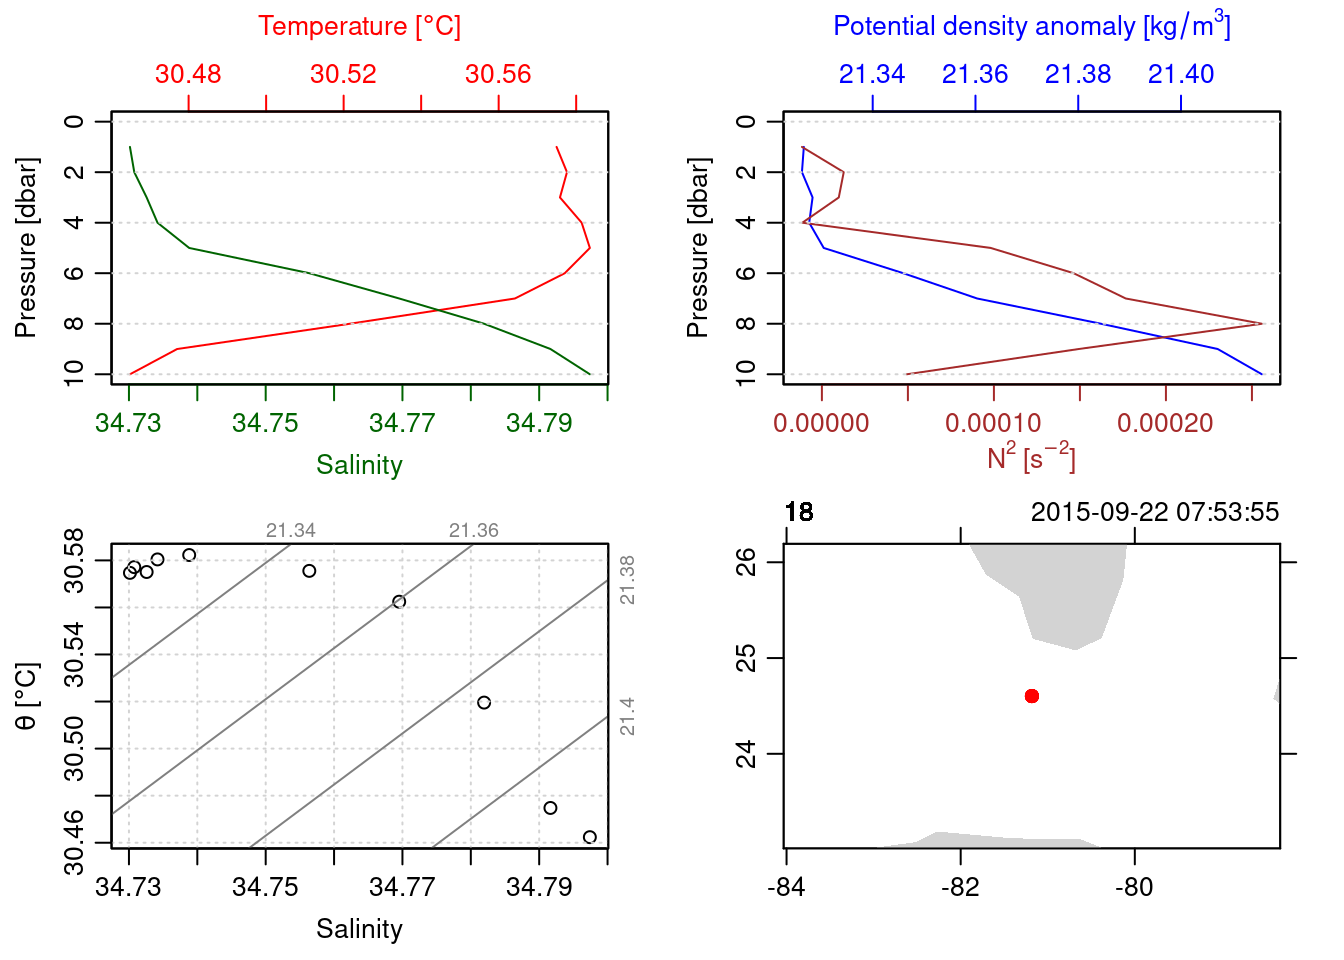 Temperature [°C]
30.48 30.52 30.56
Pressure [dbar]
0 2 4 6 8 10
34.73 34.75 34.77 34.79
Salinity
Potential density anomaly [kg/m³]
21.34 21.36 21.38 21.40
Pressure [dbar]
0 2 4 6 8 10
0.00000 0.00010 0.00020
N² [s⁻²]
21.34 21.36
21.38
21.4
θ [°C]
30.58 30.54 30.50 30.46
34.73 34.75 34.77 34.79
Salinity
18 2015-09-22 07:53:55
26 25 24
-84 -82 -80